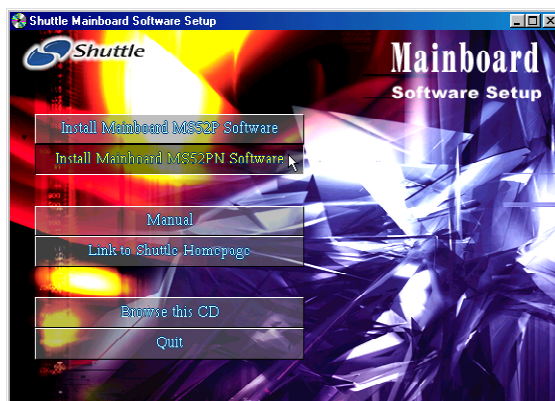 Shuttle Mainboard Software Setup
Shuttle
Mainboard
Software Setup
Install Mainboard MS52P Software
Install Mainboard MS52PN Software
Manual
Link to Shuttle Homepage
Browse this CD
Quit